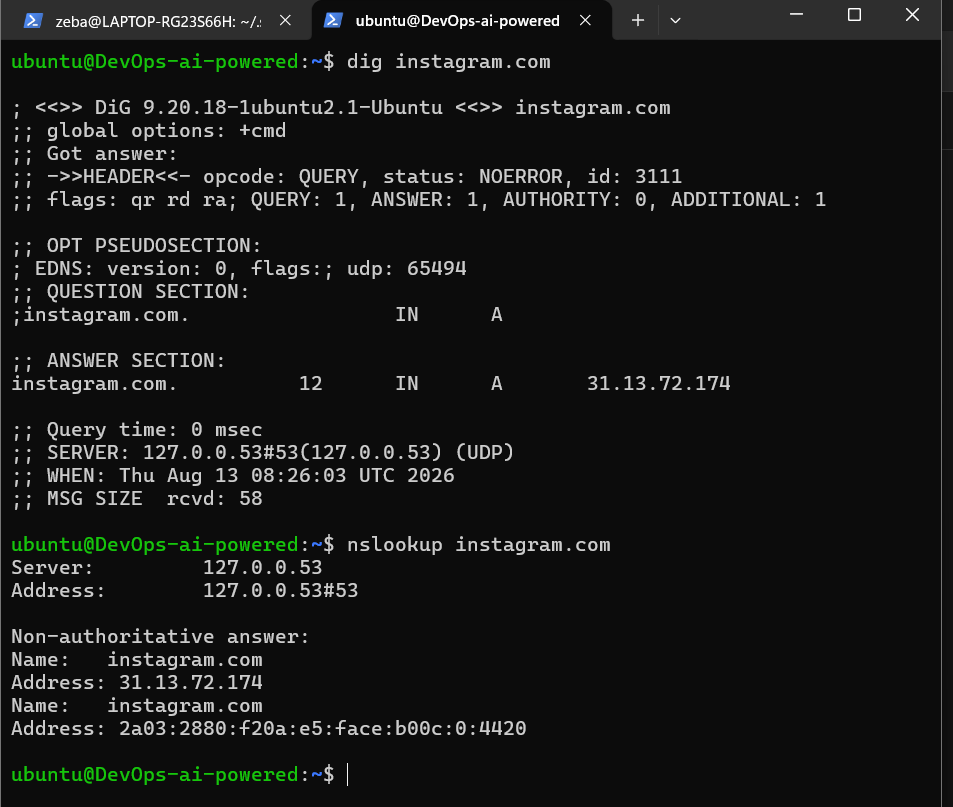 zeba@LAPTOP-RG23S66H: ~/.s
ubuntu@DevOps-ai-powered
ubuntu@DevOps-ai-powered:~$ dig instagram.com
; <<>> DiG 9.20.18-1ubuntu2.1-Ubuntu <<>> instagram.com
;; global options: +cmd
;; Got answer:
;; ->>HEADER<<- opcode: QUERY, status: NOERROR, id: 3111
;; flags: qr rd ra; QUERY: 1, ANSWER: 1, AUTHORITY: 0, ADDITIONAL: 1
;; OPT PSEUDOSECTION:
; EDNS: version: 0, flags:; udp: 65494
;; QUESTION SECTION:
;instagram.com. IN A
;; ANSWER SECTION:
instagram.com. 12 IN A 31.13.72.174
;; Query time: 0 msec
;; SERVER: 127.0.0.53#53(127.0.0.53) (UDP)
;; WHEN: Thu Aug 13 08:26:03 UTC 2026
;; MSG SIZE  rcvd: 58
ubuntu@DevOps-ai-powered:~$ nslookup instagram.com
Server: 127.0.0.53
Address: 127.0.0.53#53
Non-authoritative answer:
Name: instagram.com
Address: 31.13.72.174
Name: instagram.com
Address: 2a03:2880:f20a:e5:face:b00c:0:4420
ubuntu@DevOps-ai-powered:~$